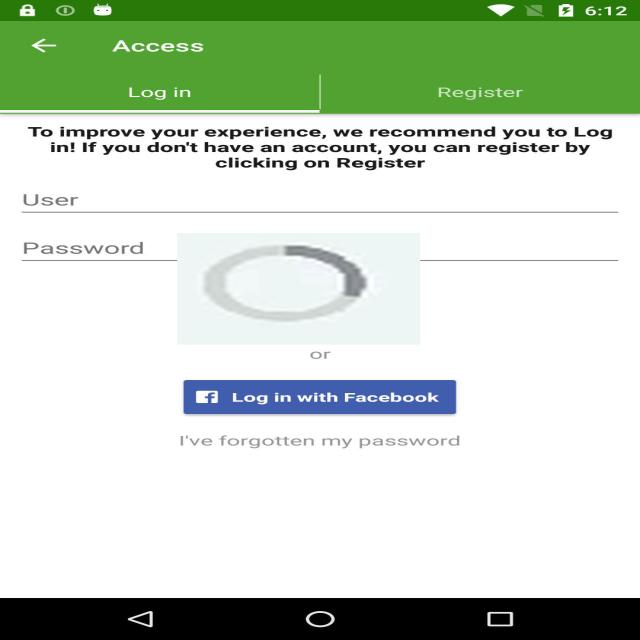 6:12
Access
Log in
Register
To improve your experience, we recommend you to Log
in! If you don't have an account, you can register by
clicking on Register
User
Password
or
Log in with Facebook
I've forgotten my password